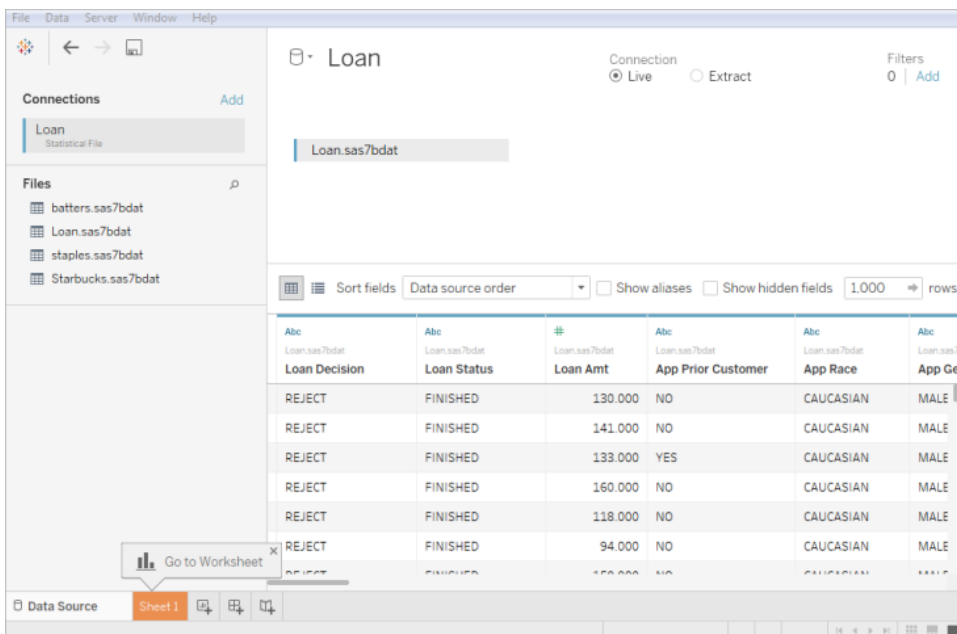 File Data Server Window Help
Loan
Connection
Live Extract
Filters
0 Add
Connections Add
Loan
Statistical File
Loan.sas7bdat
Files
batters.sas7bdat
Loan.sas7bdat
staples.sas7bdat
Starbucks.sas7bdat
Sort fields Data source order Show aliases Show hidden fields 1,000 rows
Abc Abc # Abc Abc Abc
Loan.sas7bdat Loan.sas7bdat Loan.sas7bdat Loan.sas7bdat Loan.sas7bdat Loan.sas7
Loan Decision Loan Status Loan Amt App Prior Customer App Race App Ge
REJECT FINISHED 130.000 NO CAUCASIAN MALE
REJECT FINISHED 141.000 NO CAUCASIAN MALE
REJECT FINISHED 133.000 YES CAUCASIAN MALE
REJECT FINISHED 160.000 NO CAUCASIAN MALE
REJECT FINISHED 118.000 NO CAUCASIAN MALE
REJECT FINISHED 94.000 NO CAUCASIAN MALE
Go to Worksheet
Data Source Sheet 1